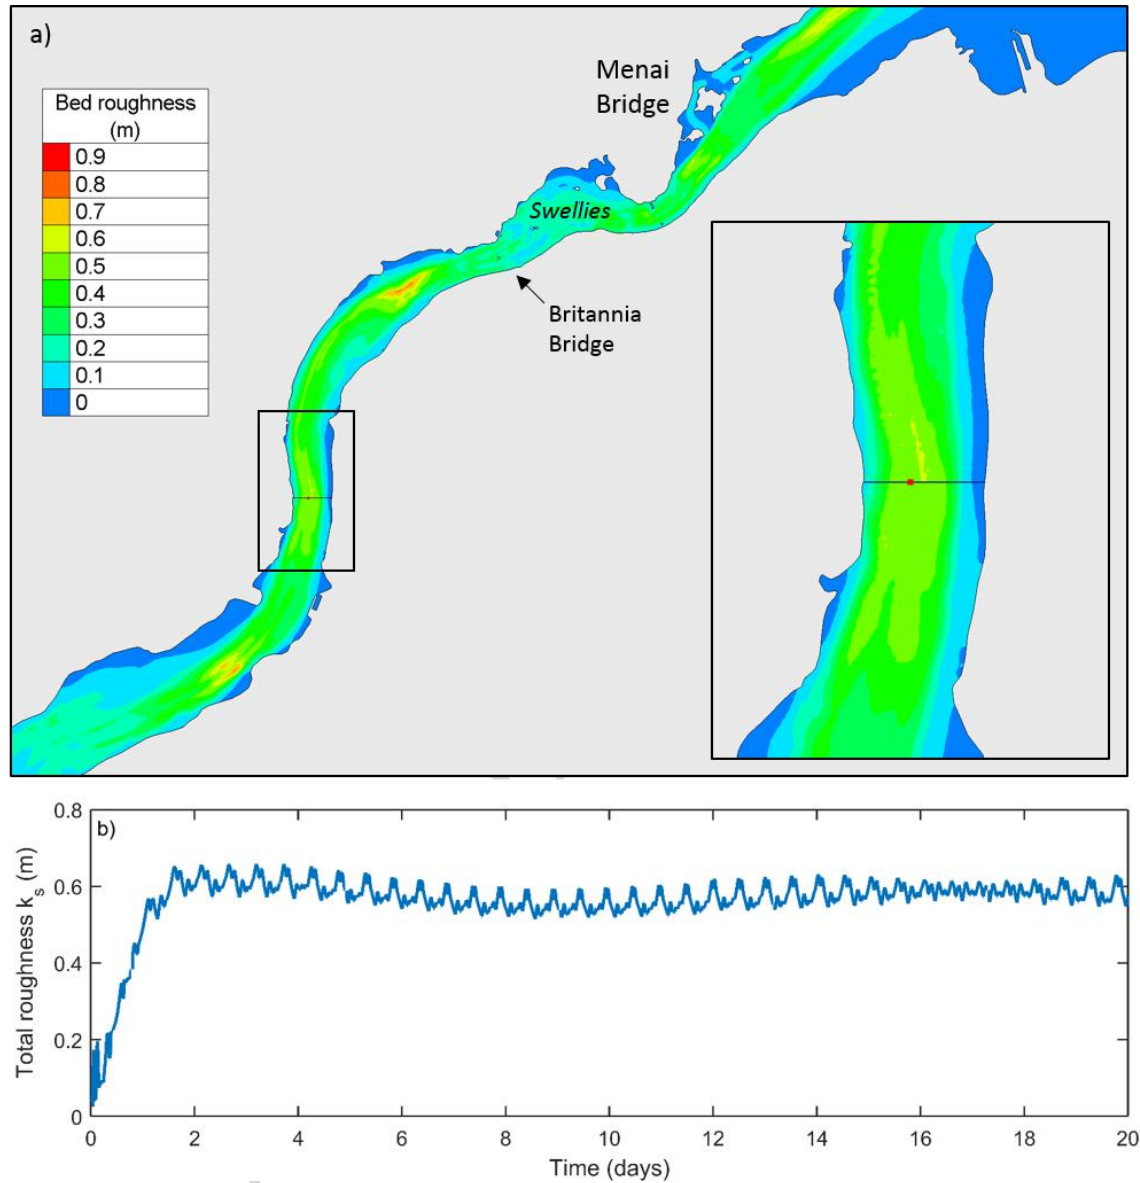 a)
Menai
Bridge
Bed roughness
(m)
0.9
0.8
0.7
0.6
0.5
0.4
0.3
0.2
0.1
0
Swellies
Britannia
Bridge
b)
Total roughness k s (m)
0.8
0.6
0.4
0.2
0
0 2 4 6 8 10 12 14 16 18 20
Time (days)